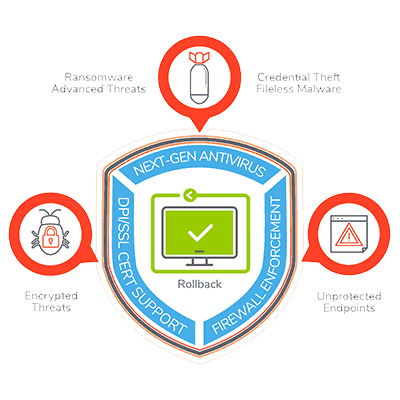 Ransomware
Advanced Threats
Credential Theft
Fileless Malware
NEXT-GEN ANTIVIRUS
DPI/SSL CERT SUPPORT
FIREWALL ENFORCEMENT
Rollback
Encrypted
Threats
Unprotected
Endpoints